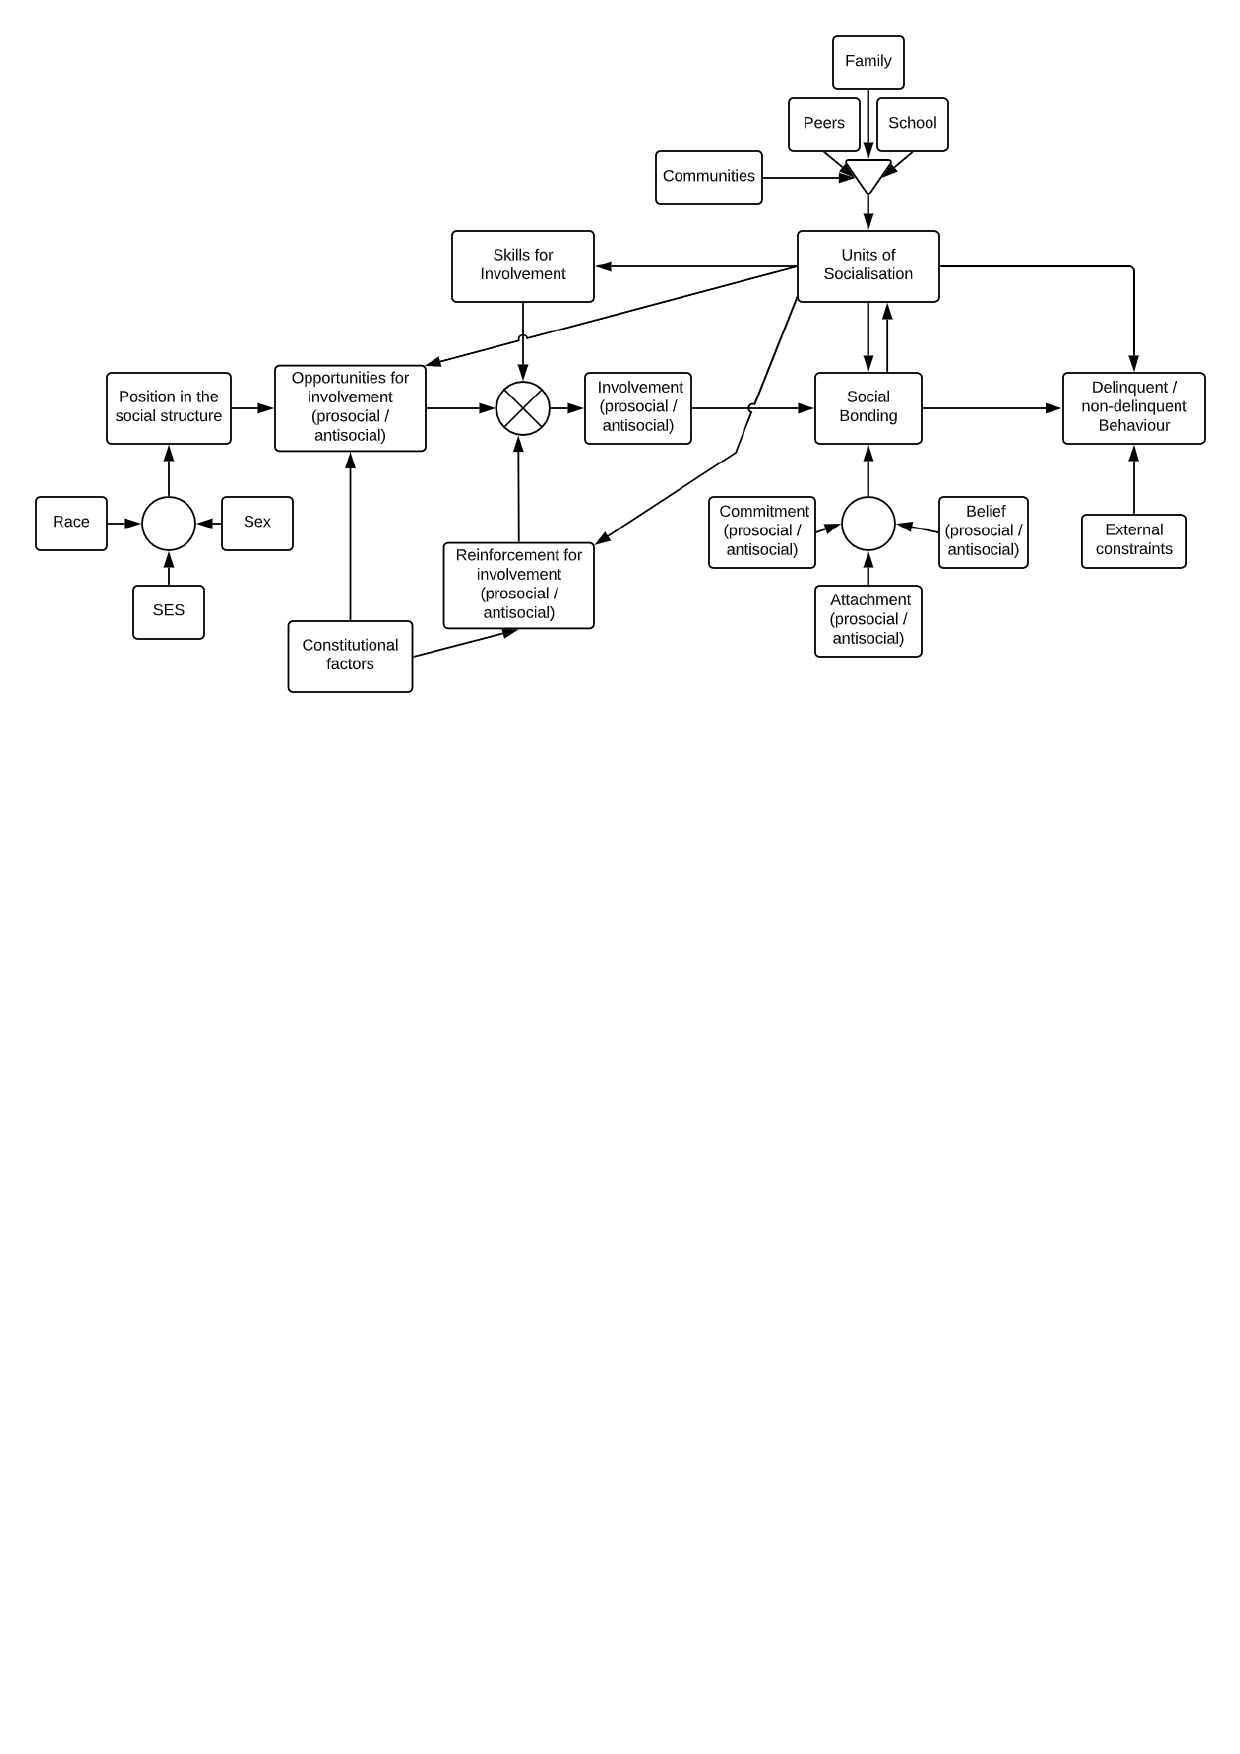 Family
Peers
School
Communities
Skills for
Involvement
Units of
Socialisation
Position in the
social structure
Opportunities for
involvement
(prosocial /
antisocial)
Involvement
(prosocial /
antisocial)
Social
Bonding
Delinquent /
non-delinquent
Behaviour
Race
Sex
SES
Commitment
(prosocial /
antisocial)
Belief
(prosocial /
antisocial)
External
constraints
Reinforcement for
involvement
(prosocial /
antisocial)
Attachment
(prosocial /
antisocial)
Constitutional
factors